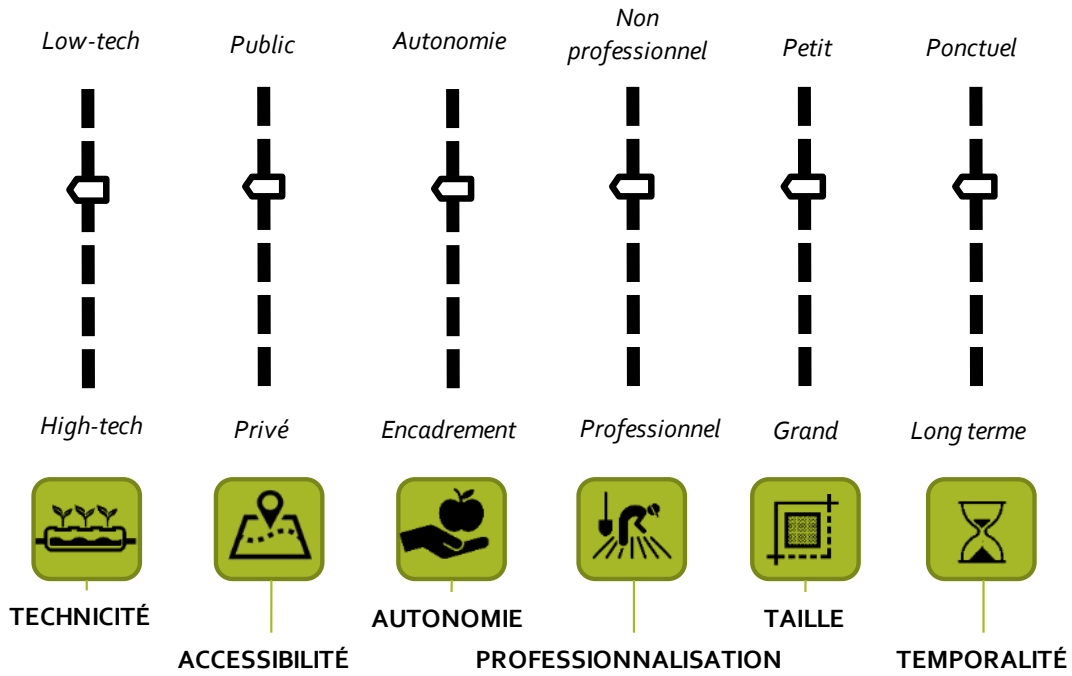 Low-tech
Public
Autonomie
Non
professionnel
Petit
Ponctuel
High-tech
Privé
Encadrement
Professionnel
Grand
Long terme
TECHNICITÉ
ACCESSIBILITÉ
AUTONOMIE
PROFESSIONNALISATION
TAILLE
TEMPORALITÉ